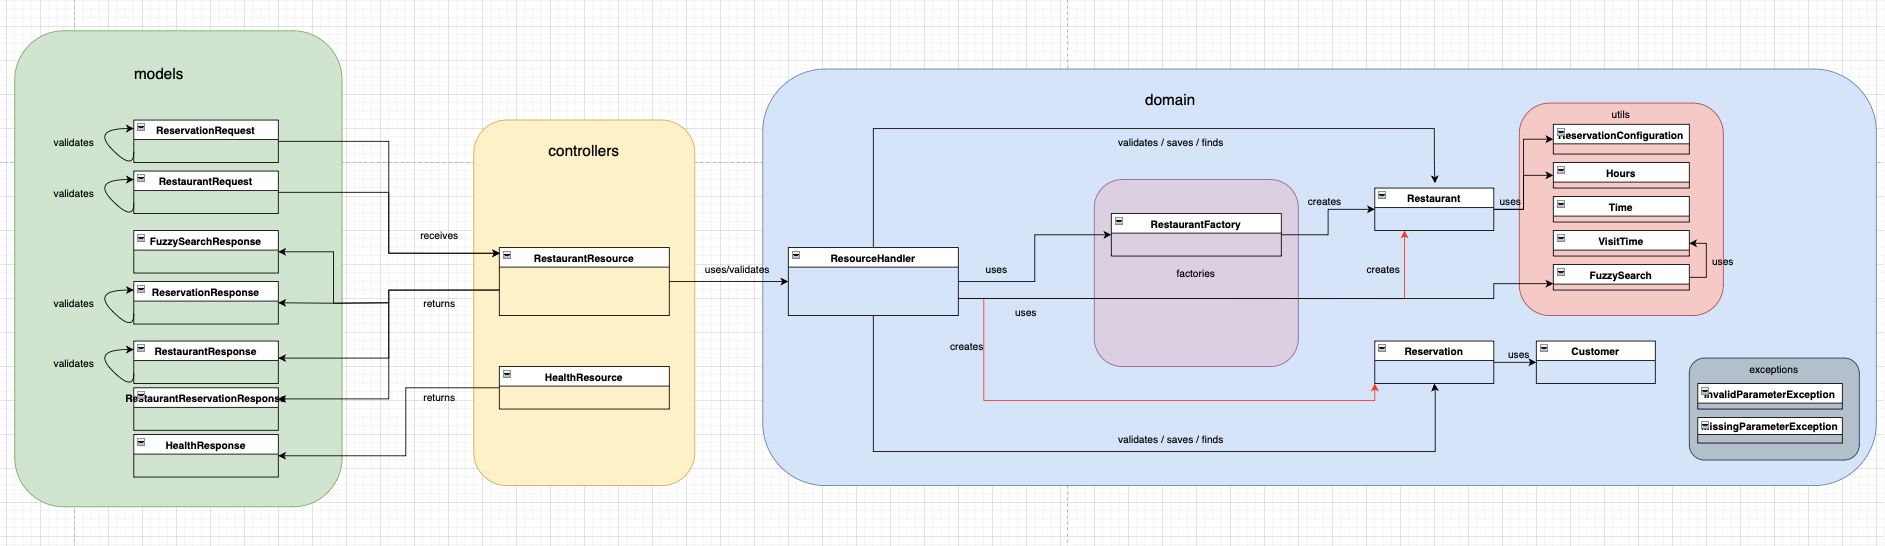 models
validates
ReservationRequest
validates
RestaurantRequest
FuzzySearchResponse
validates
ReservationResponse
validates
RestaurantResponse
RestaurantReservationResponse
HealthResponse
receives
returns
returns
controllers
RestaurantResource
HealthResource
uses/validates
domain
validates / saves / finds
ResourceHandler
uses
uses
creates
RestaurantFactory
factories
creates
Restaurant
creates
uses
utils
ReservationConfiguration
Hours
Time
VisitTime
FuzzySearch
uses
Reservation
uses
Customer
validates / saves / finds
exceptions
InvalidParameterException
MissingParameterException